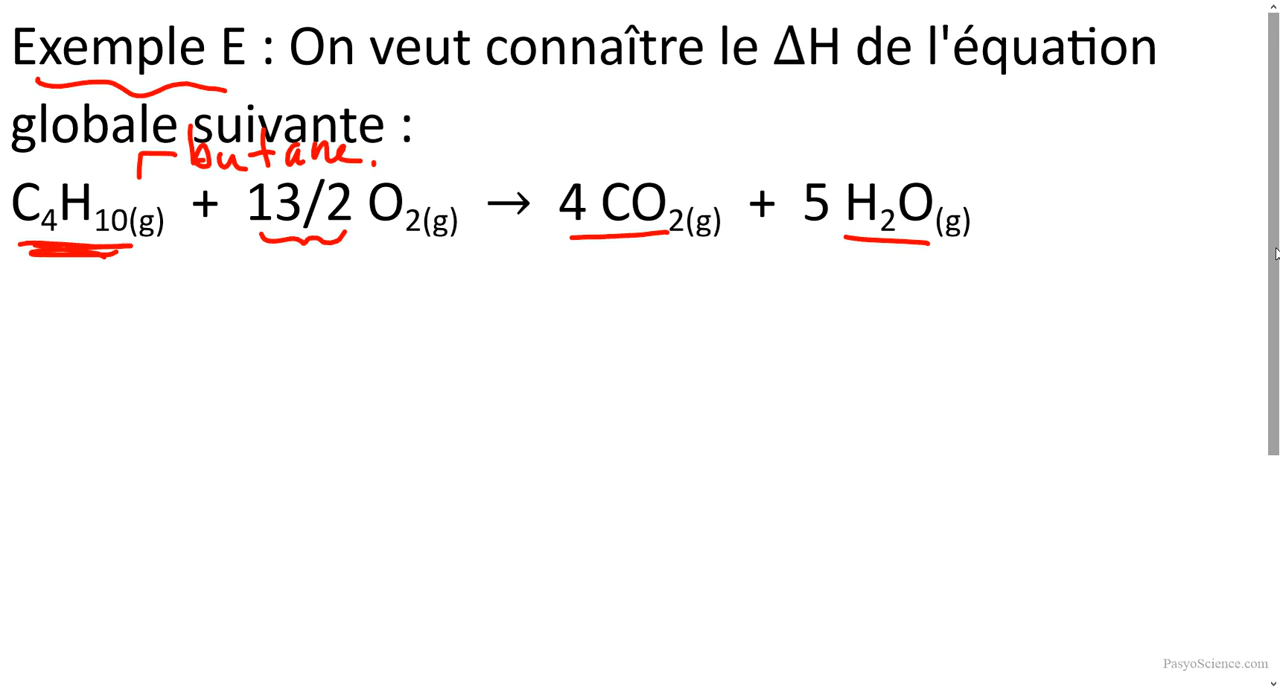 Exemple E : On veut connaître le ΔH de l'équation
globale suivante :
butane.
C₄H₁₀(g) + 13/2 O₂(g) → 4 CO₂(g) + 5 H₂O(g)
PasyoScience.com